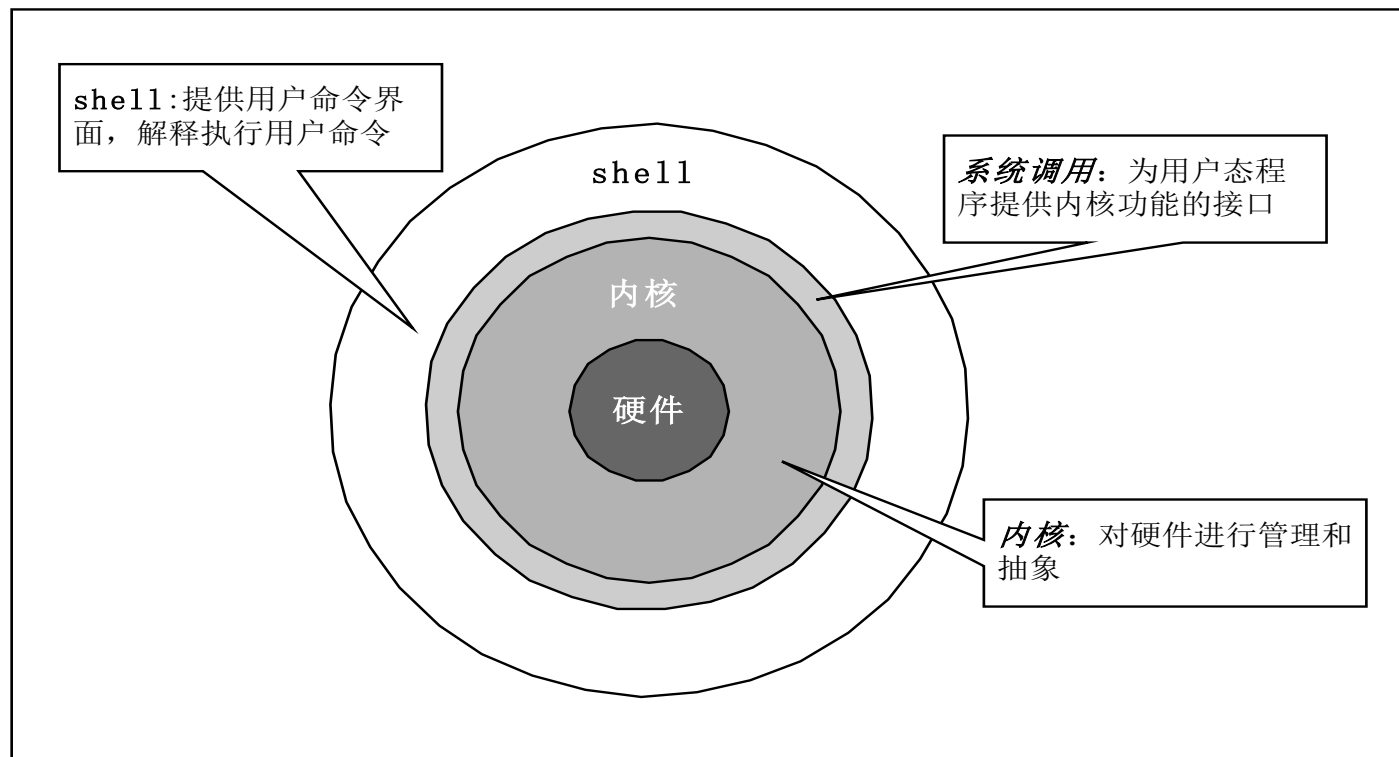 shell:提供用户命令界
面，解释执行用户命令
shell
系统调用：为用户态程
序提供内核功能的接口
内核
硬件
内核：对硬件进行管理和
抽象